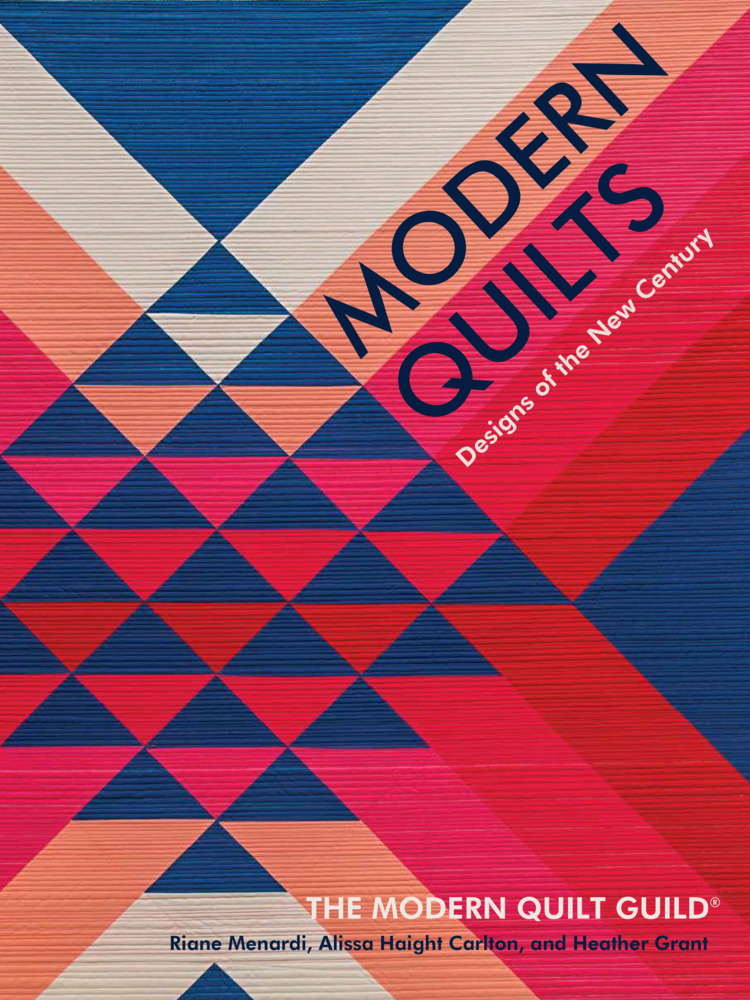 MODERN
QUILTS
Designs of the New Century
THE MODERN QUILT GUILD®
Riane Menardi, Alissa Haight Carlton, and Heather Grant